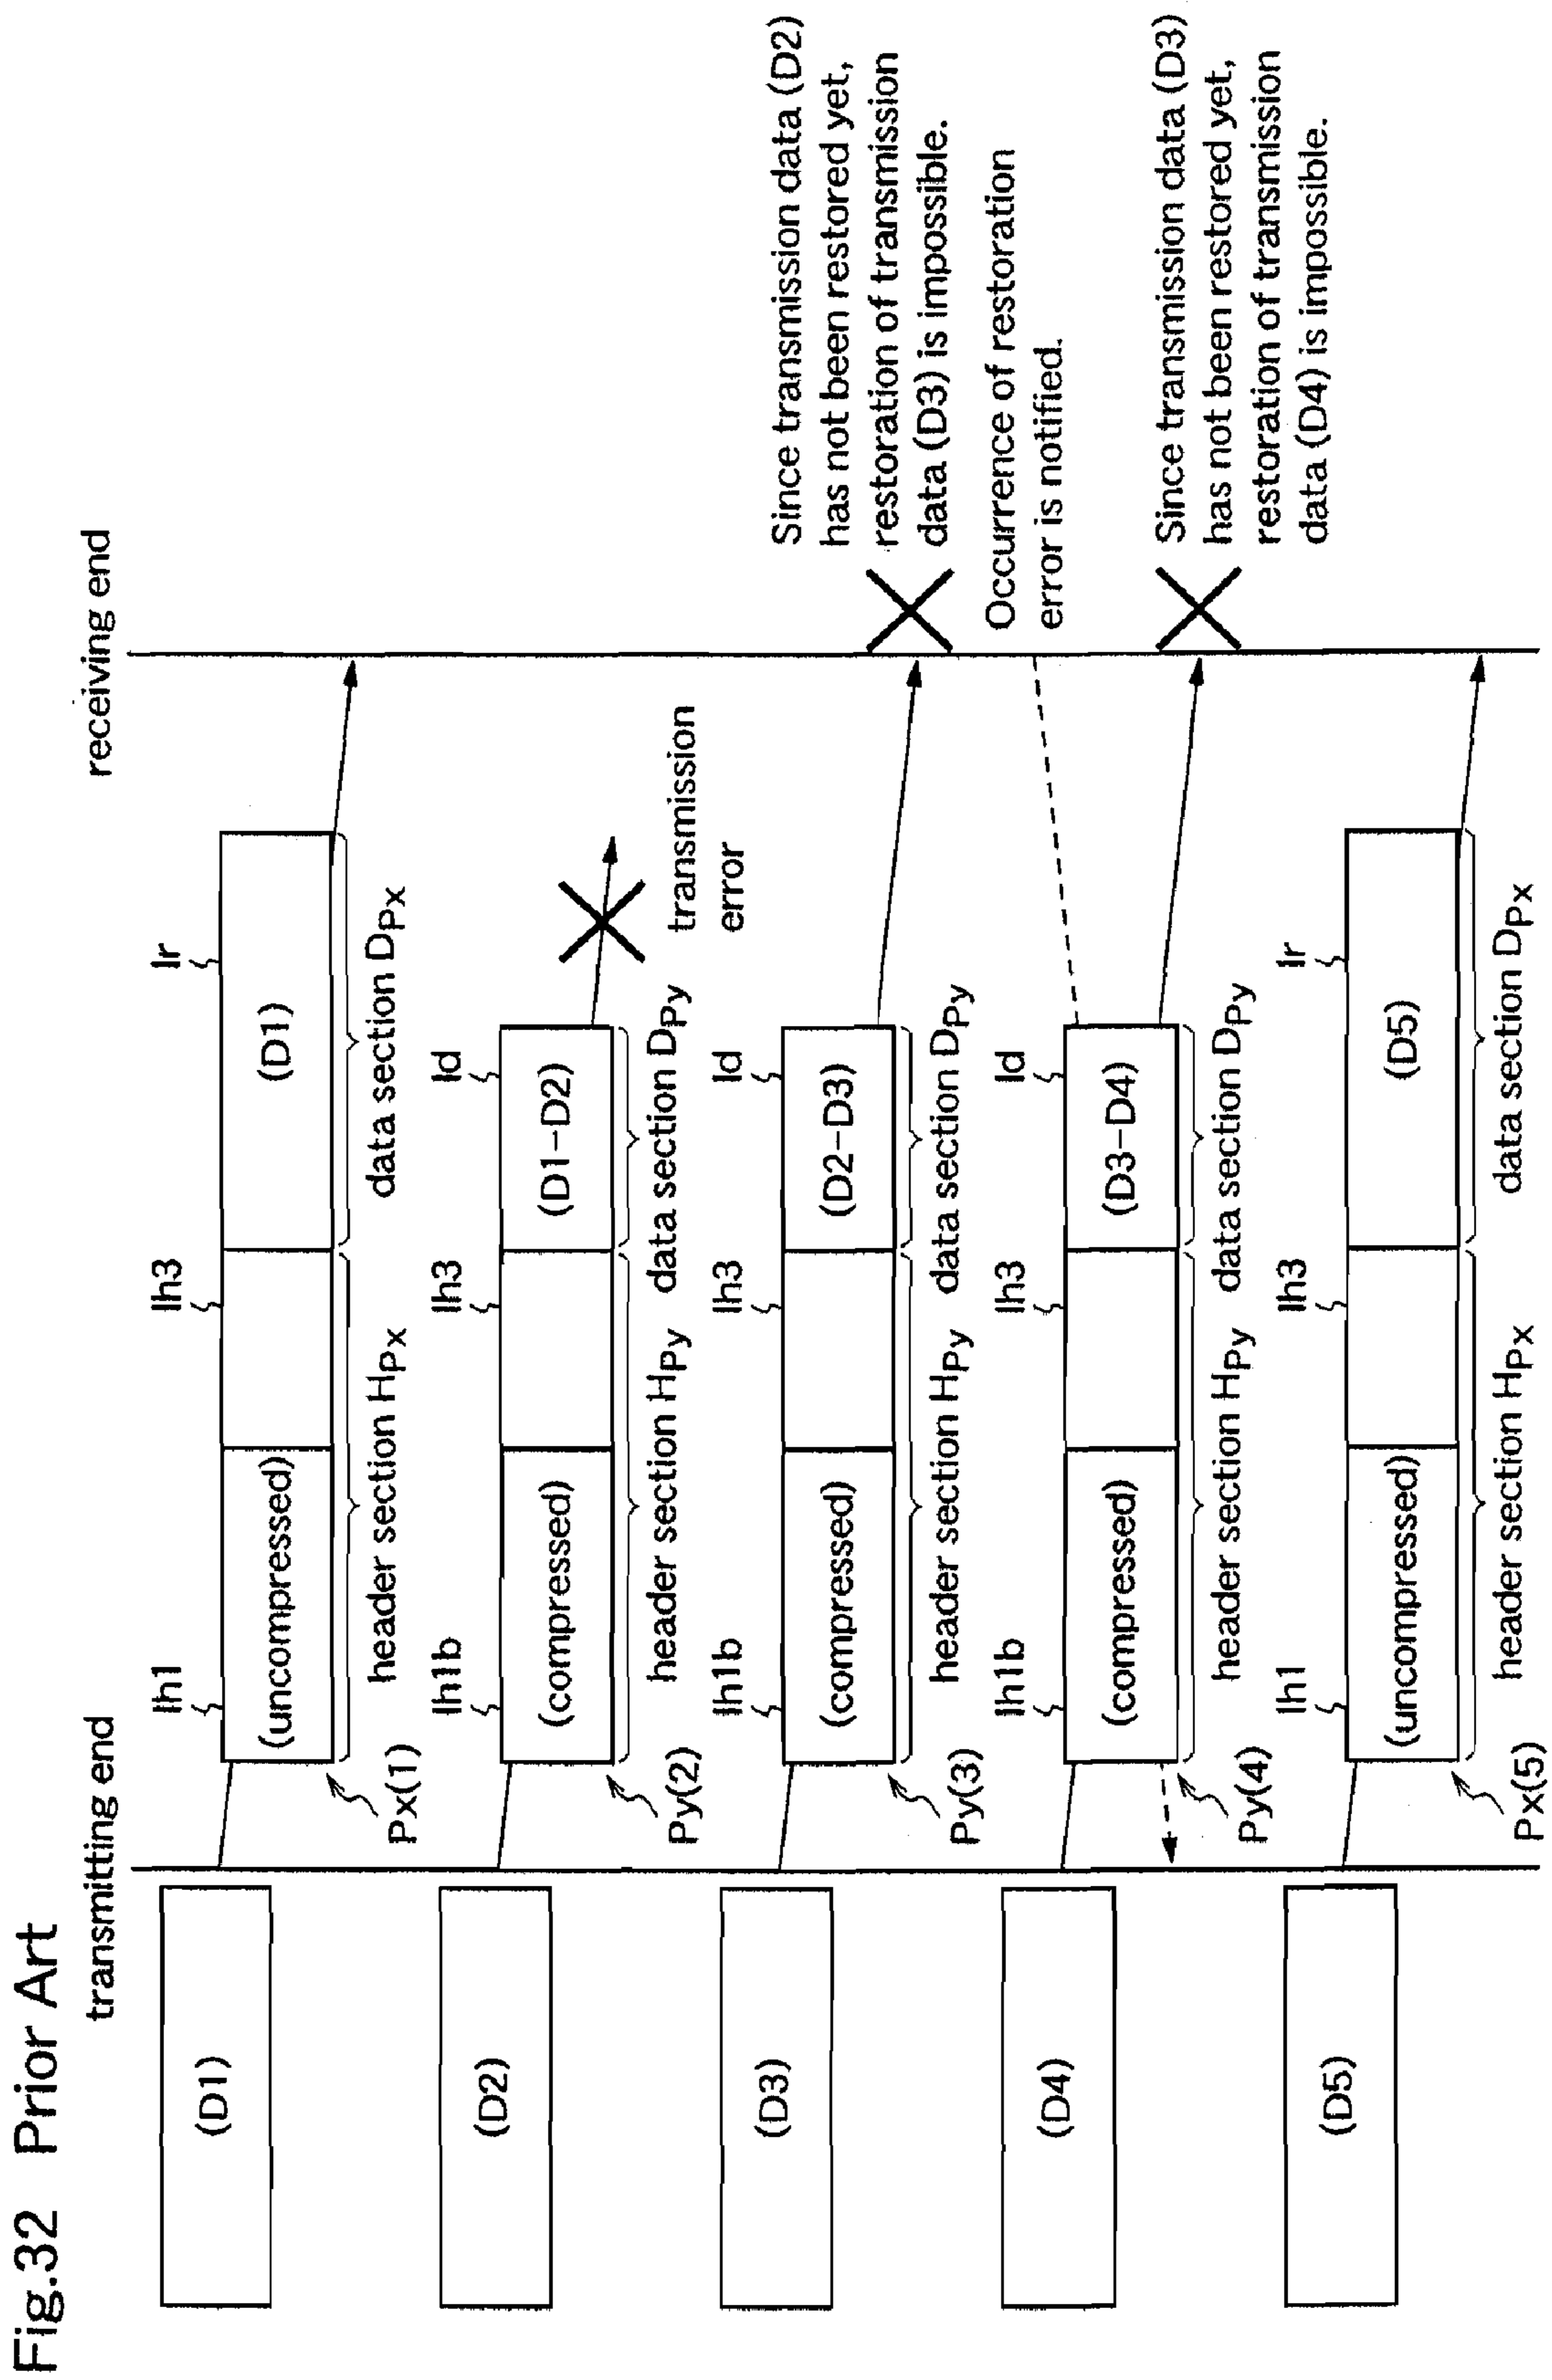 Fig.32 Prior Art
transmitting end
receiving end
(D1)
Ih1
Ih3
Ir
(uncompressed)
(D1)
Px(1)
header section HPx
data section DPx
(D2)
Ih1b
Ih3
Id
(compressed)
(D1-D2)
transmission
error
Py(2)
header section HPy
data section DPy
(D3)
Ih1b
Ih3
Id
(compressed)
(D2-D3)
Py(3)
header section HPy
data section DPy
Since transmission data (D2)
has not been restored yet,
restoration of transmission
data (D3) is impossible.
Occurrence of restoration
error is notified.
(D4)
Ih1b
Ih3
Id
(compressed)
(D3-D4)
Py(4)
header section HPy
data section DPy
Since transmission data (D3)
has not been restored yet,
restoration of transmission
data (D4) is impossible.
(D5)
Ih1
Ih3
Ir
(uncompressed)
(D5)
Px(5)
header section HPx
data section DPx